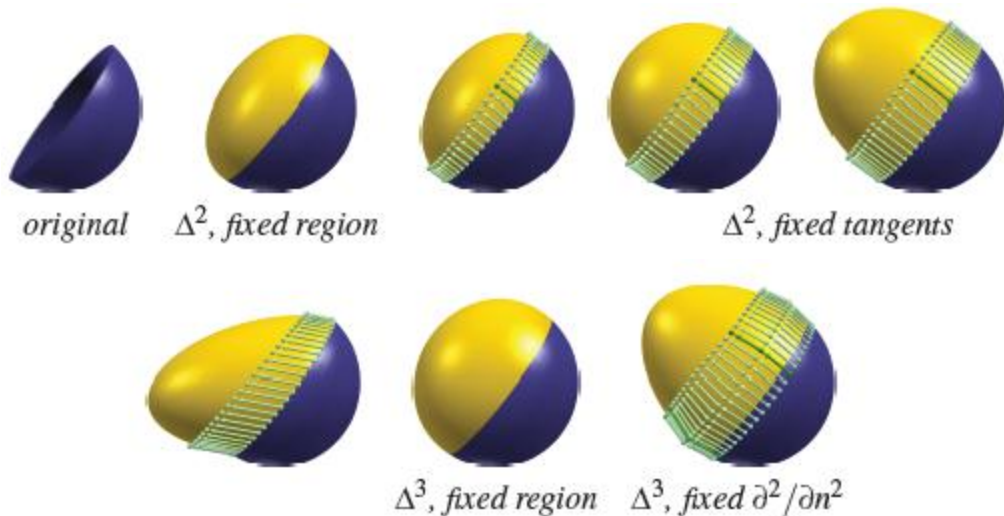 original
Δ², fixed region
Δ², fixed tangents
Δ³, fixed region
Δ³, fixed ∂²/∂n²